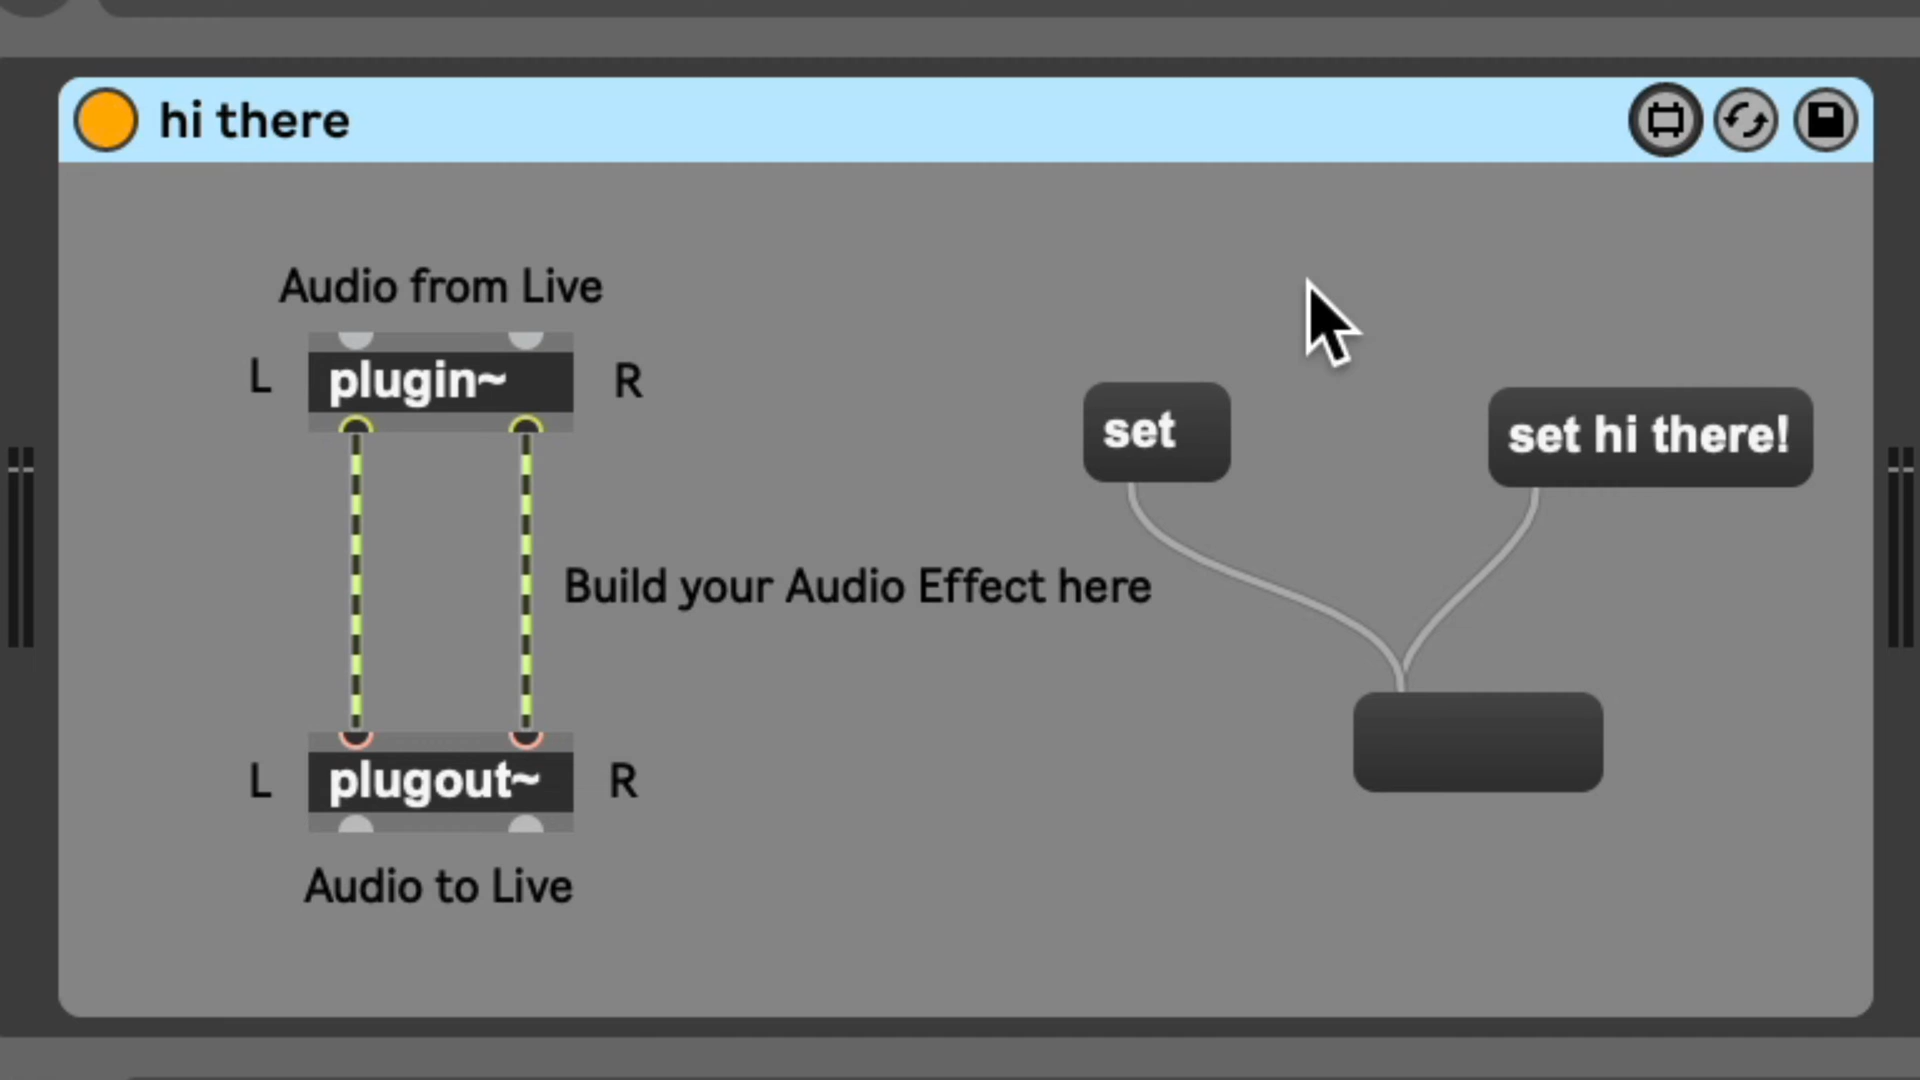 hi there
Audio from Live
L plugin~ R
set
set hi there!
Build your Audio Effect here
L plugout~ R
Audio to Live